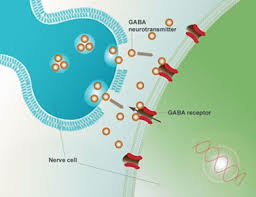 GABA
neurotransmitter
GABA receptor
Nerve cell